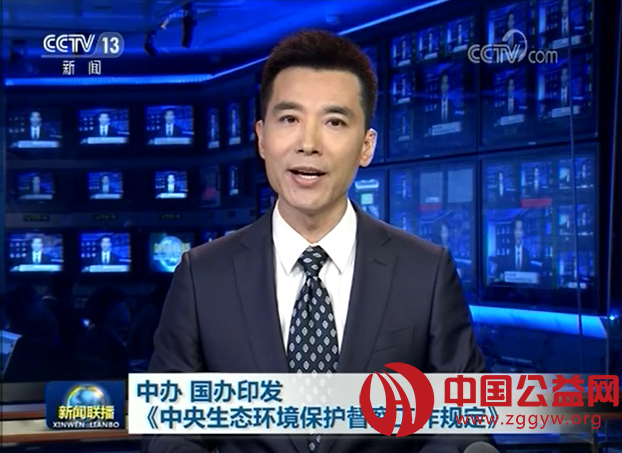 CCTV 13
新闻
CCTV.com
中办 国办印发
《中央生态环境保护督察工作规定》
新闻联播
XINWEN LIANBO
中国公益网
www.zggyw.org